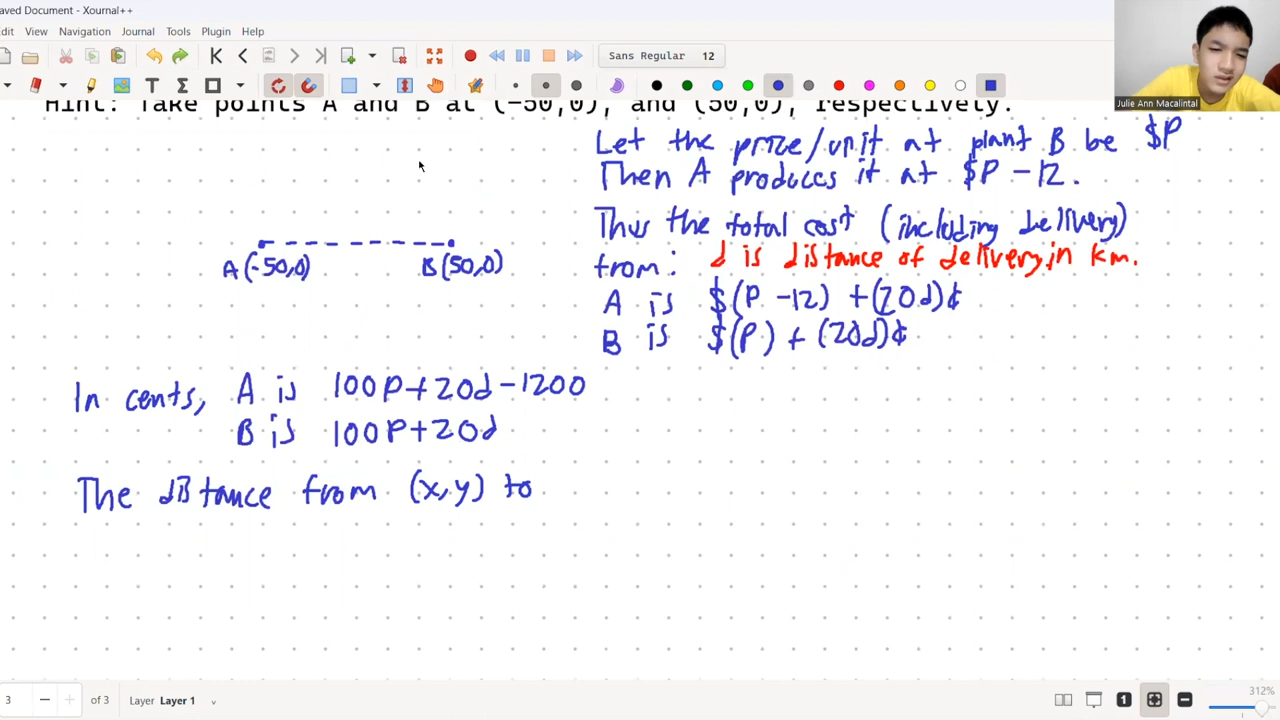 aved Document - Xournal++
dit View Navigation Journal Tools Plugin Help
Sans Regular 12
Hint: Take points A and B at (-50,0), and (50,0), respectively.
Julie Ann Macalintal
Let the price/unit at plant B be $P
Then A produces it at $P - 12.
Thus the total cost (including delivery)
from: d is distance of delivery in km.
A(-50,0) B(50,0)
A is $(P -12) +(20d)¢
B is $(P) + (20d)¢
In cents, A is 100P+20d-1200
B is 100P+20d
The distance from (x,y) to
3 of 3 Layer Layer 1 1 312%